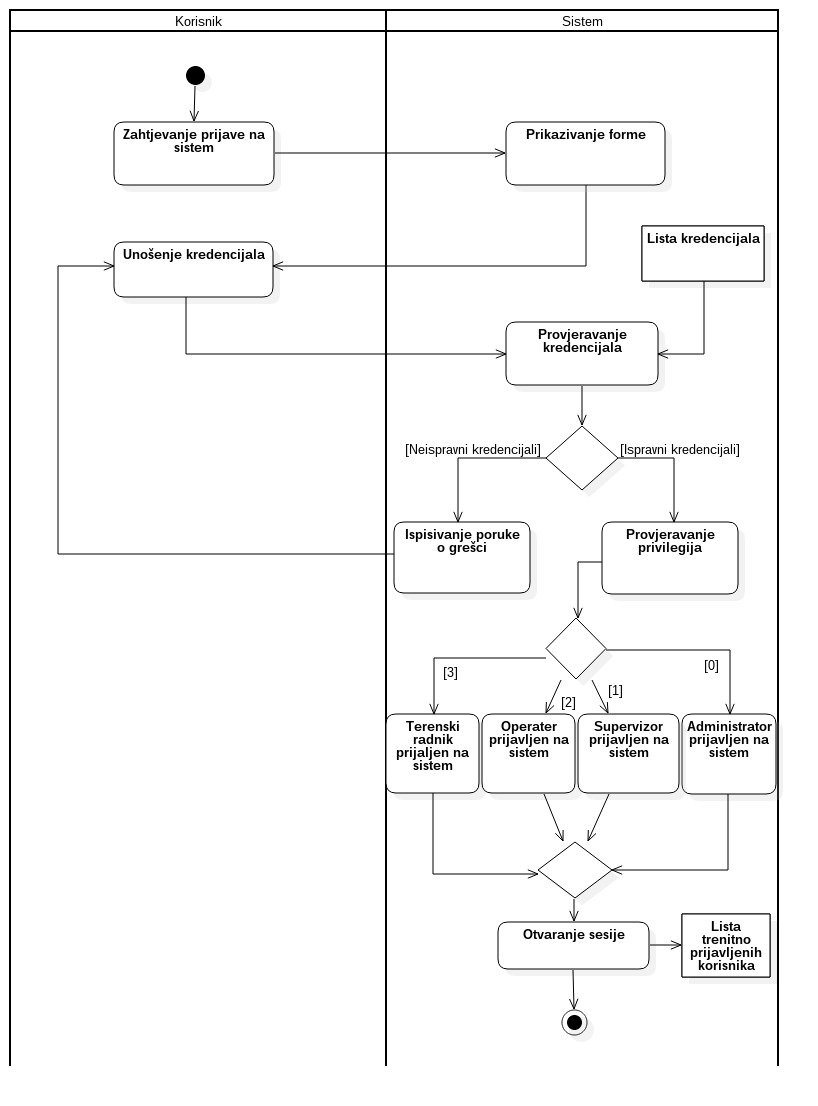 Korisnik
Sistem
Zahtjevanje prijave na
sistem
Prikazivanje forme
Unošenje kredencijala
Lista kredencijala
Provjeravanje
kredencijala
[Neispravni kredencijali]
[Ispravni kredencijali]
Ispisivanje poruke
o grešci
Provjeravanje
privilegija
[3]
[2]
[1]
[0]
Terenski
radnik
prijaljen na
sistem
Operater
prijavljen na
sistem
Supervizor
prijavljen na
sistem
Administrator
prijavljen na
sistem
Otvaranje sesije
Lista
trenitno
prijavljenih
korisnika